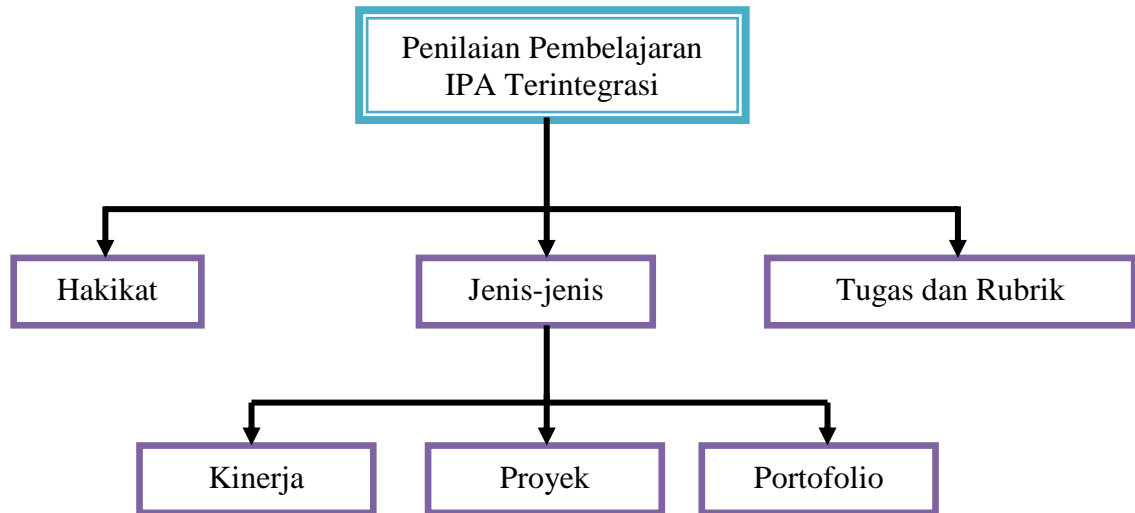 Penilaian Pembelajaran
IPA Terintegrasi
Hakikat
Jenis-jenis
Tugas dan Rubrik
Kinerja
Proyek
Portofolio